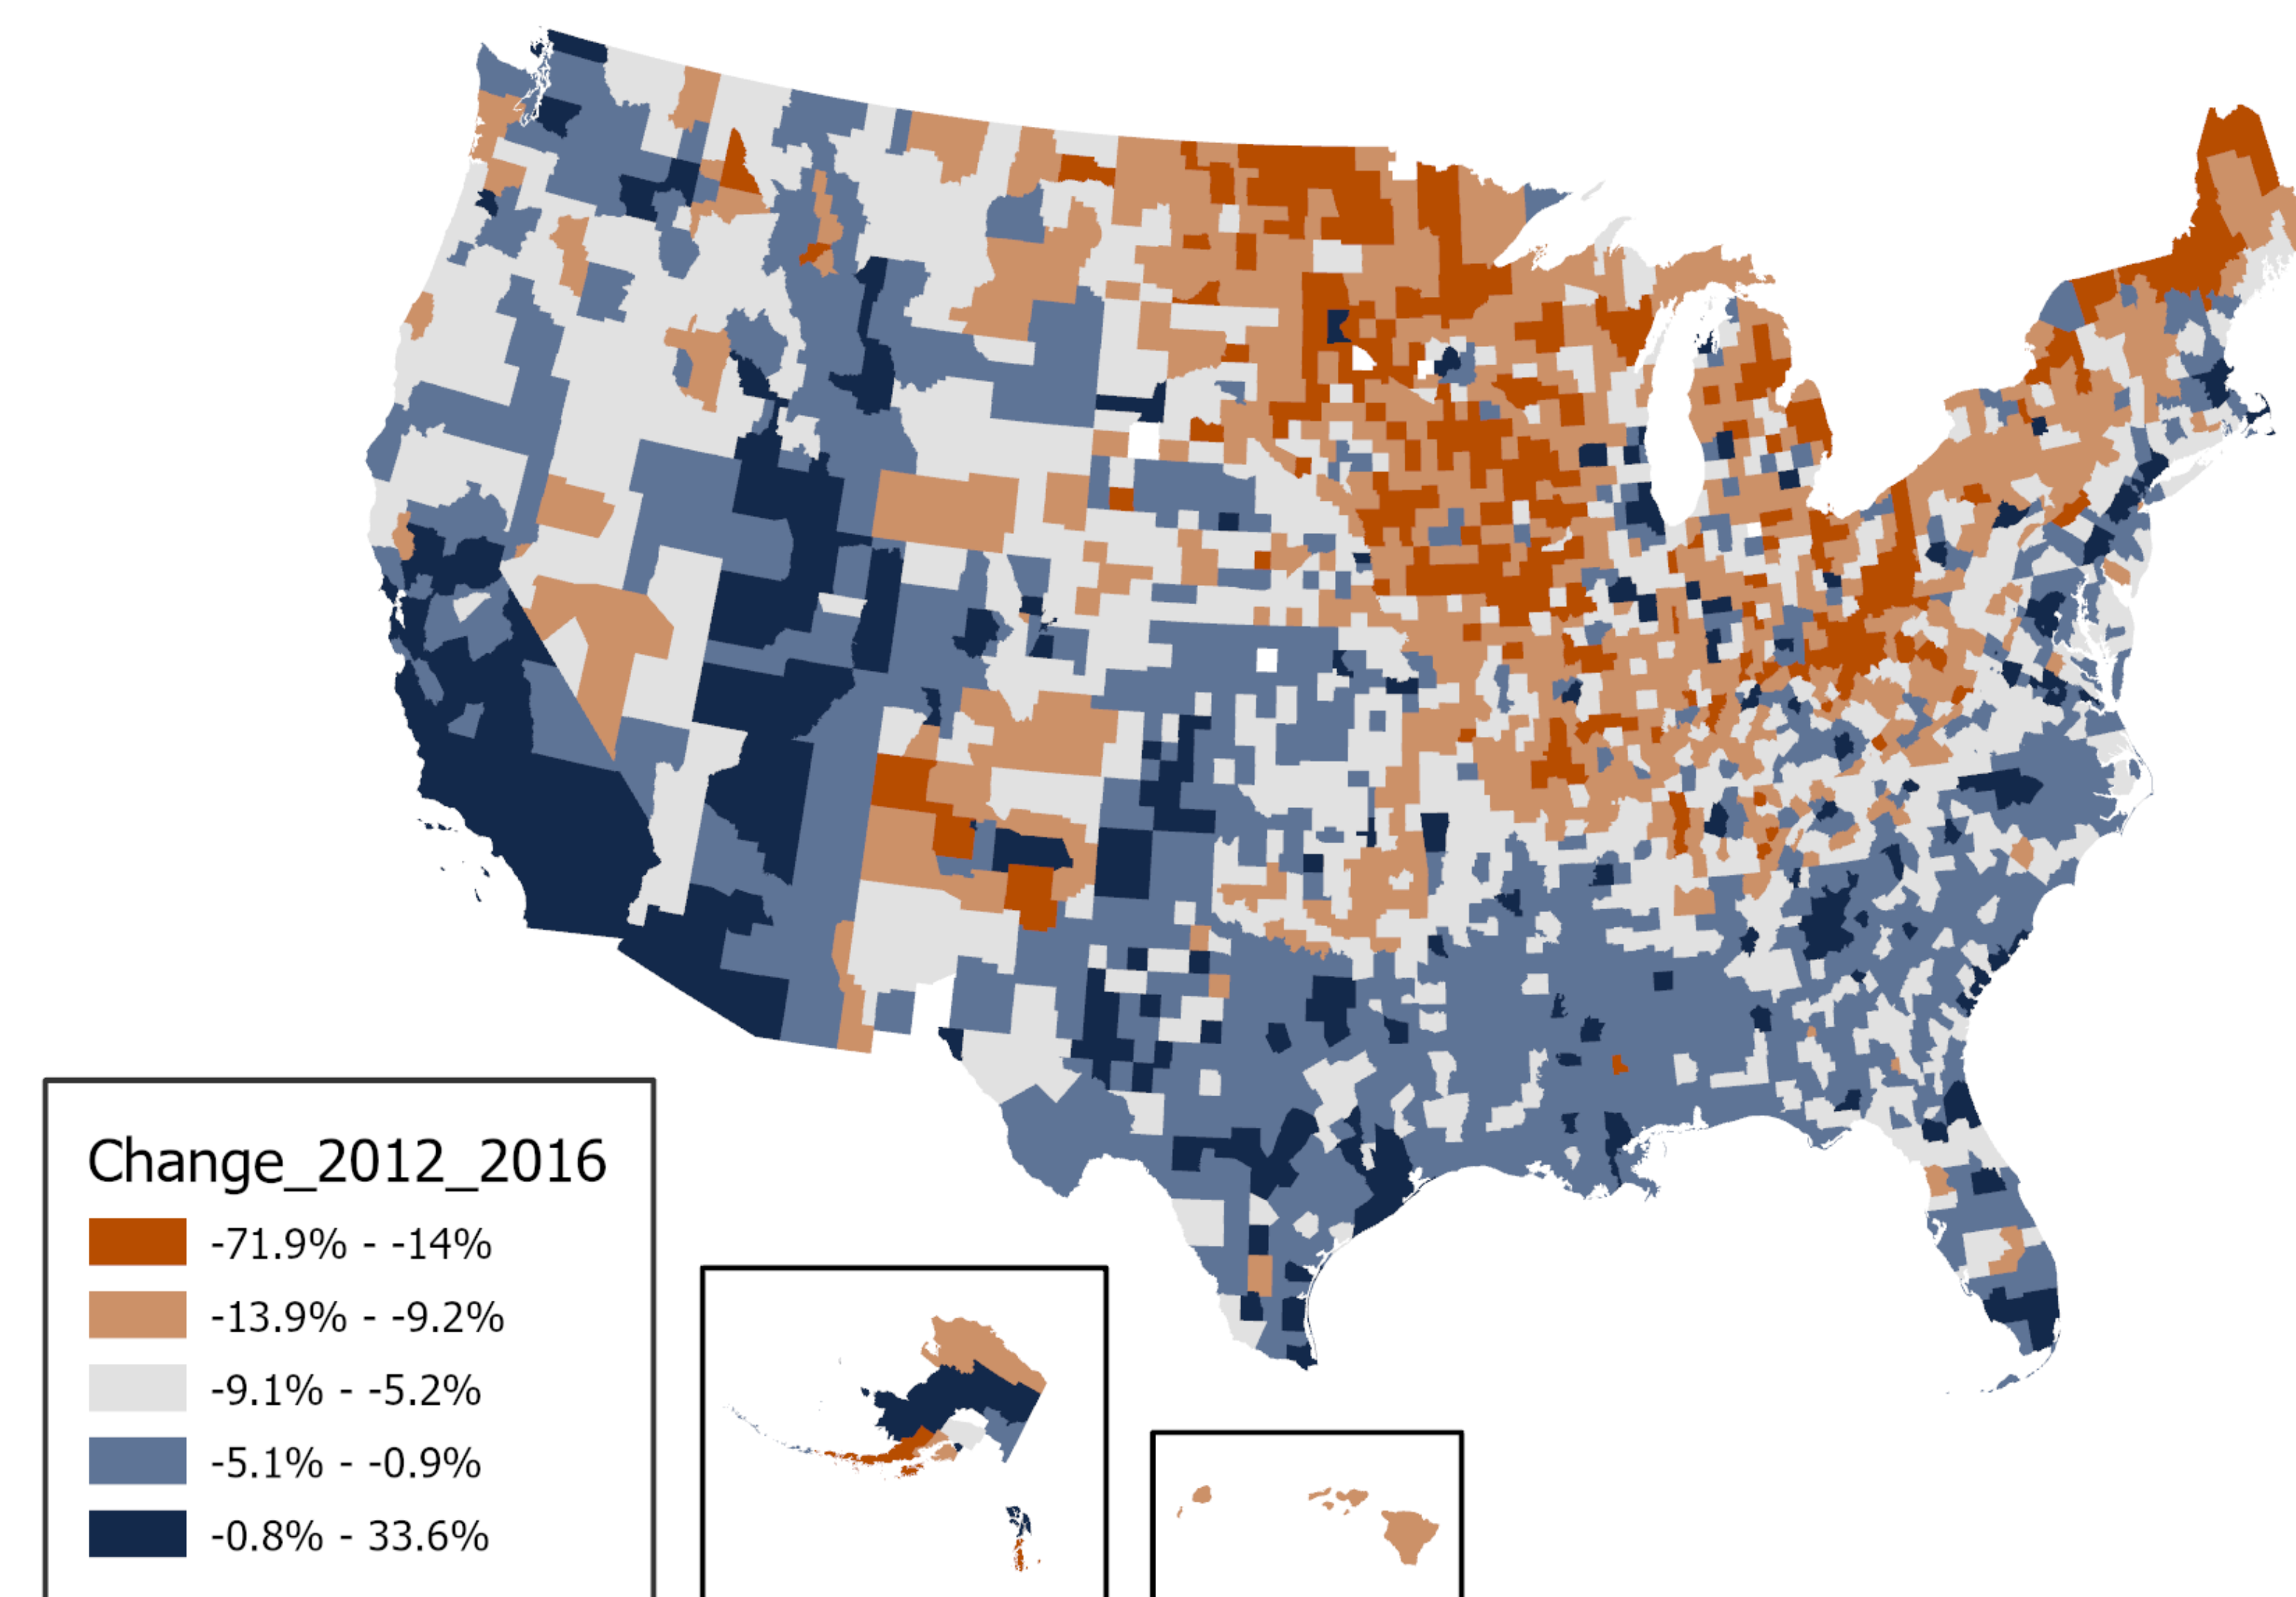 Change_2012_2016
-71.9% - -14%
-13.9% - -9.2%
-9.1% - -5.2%
-5.1% - -0.9%
-0.8% - 33.6%